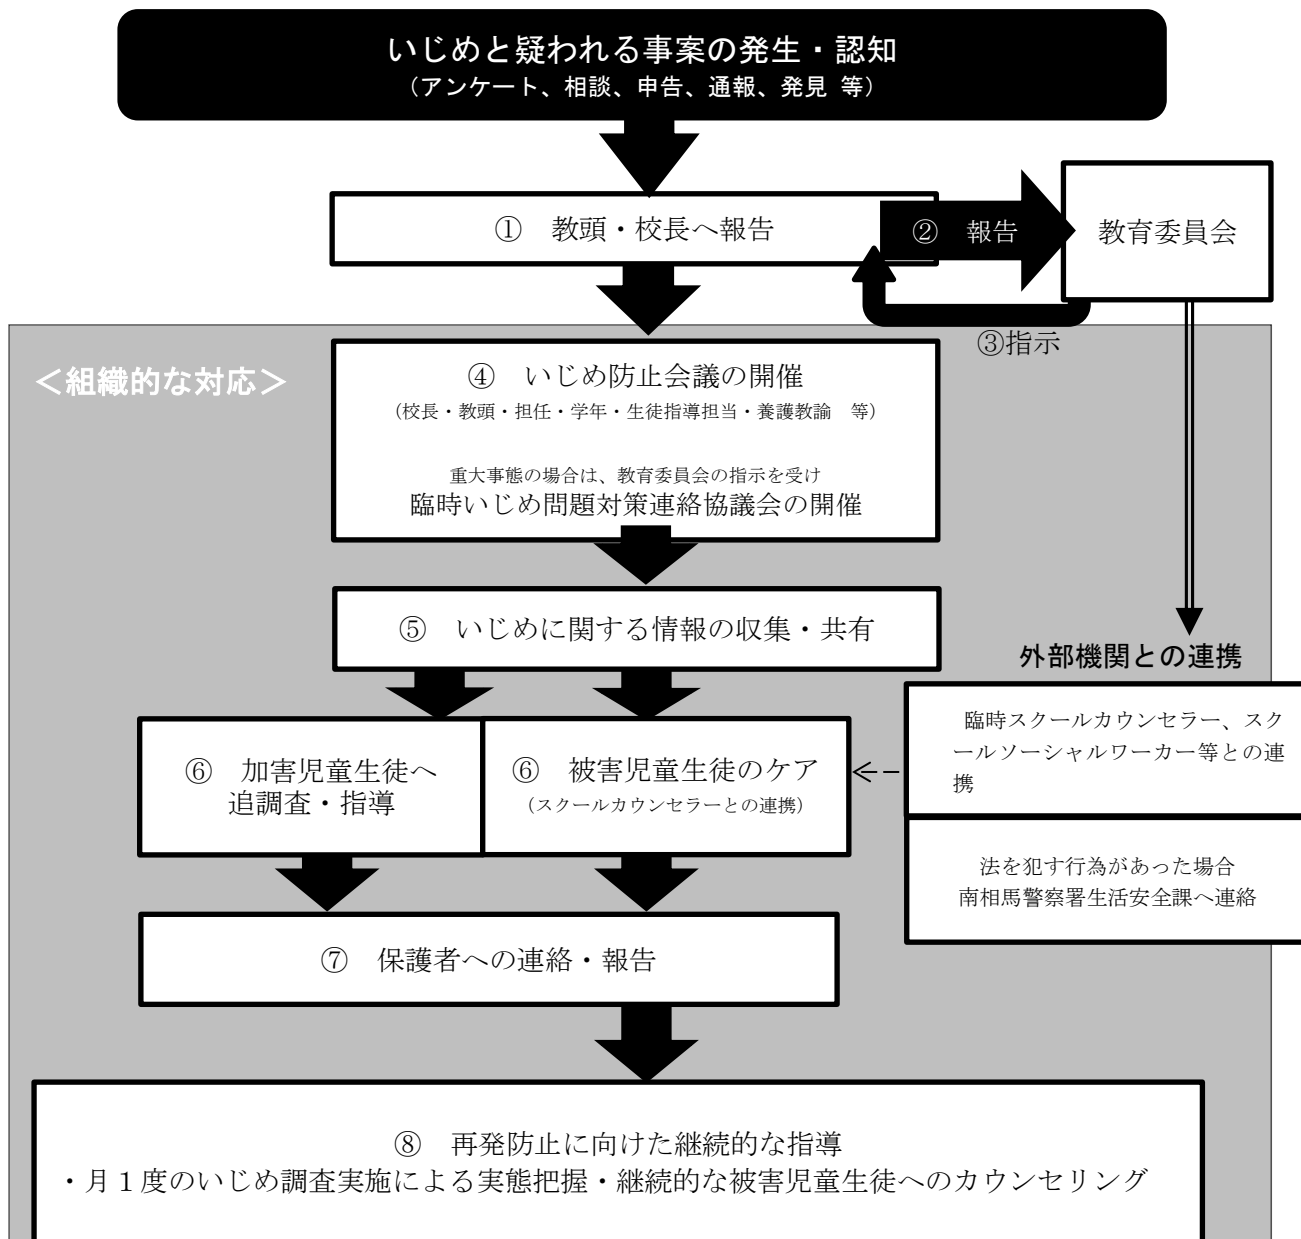 いじめと疑われる事案の発生・認知
（アンケート、相談、申告、通報、発見 等）
①　教頭・校長へ報告
②　報告
教育委員会
③指示
＜組織的な対応＞
④　いじめ防止会議の開催
（校長・教頭・担任・学年・生徒指導担当・養護教諭　等）
重大事態の場合は、教育委員会の指示を受け
臨時いじめ問題対策連絡協議会の開催
⑤　いじめに関する情報の収集・共有
外部機関との連携
臨時スクールカウンセラー、スク
ールソーシャルワーカー等との連
携
⑥　加害児童生徒へ
追調査・指導
⑥　被害児童生徒のケア
（スクールカウンセラーとの連携）
法を犯す行為があった場合
南相馬警察署生活安全課へ連絡
⑦　保護者への連絡・報告
⑧　再発防止に向けた継続的な指導
・月１度のいじめ調査実施による実態把握・継続的な被害児童生徒へのカウンセリング